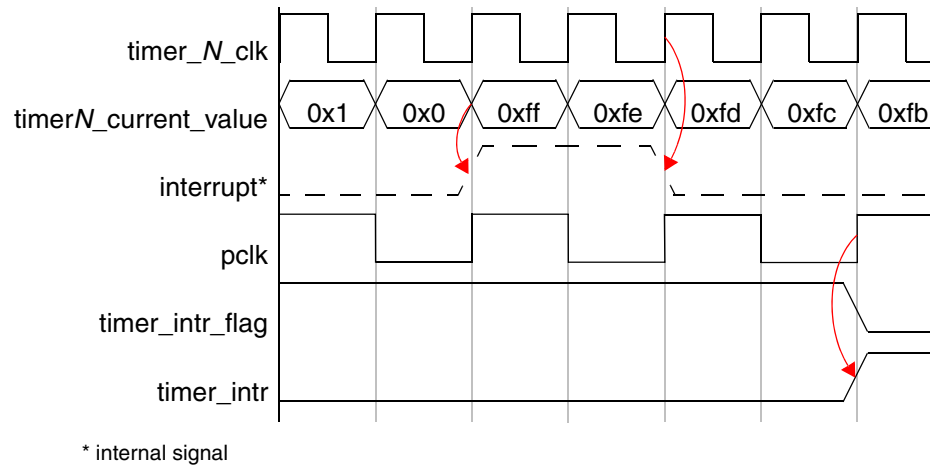 timer_N_clk
timerN_current_value 0x1 0x0 0xff 0xfe 0xfd 0xfc 0xfb
interrupt*
pclk
timer_intr_flag
timer_intr
* internal signal